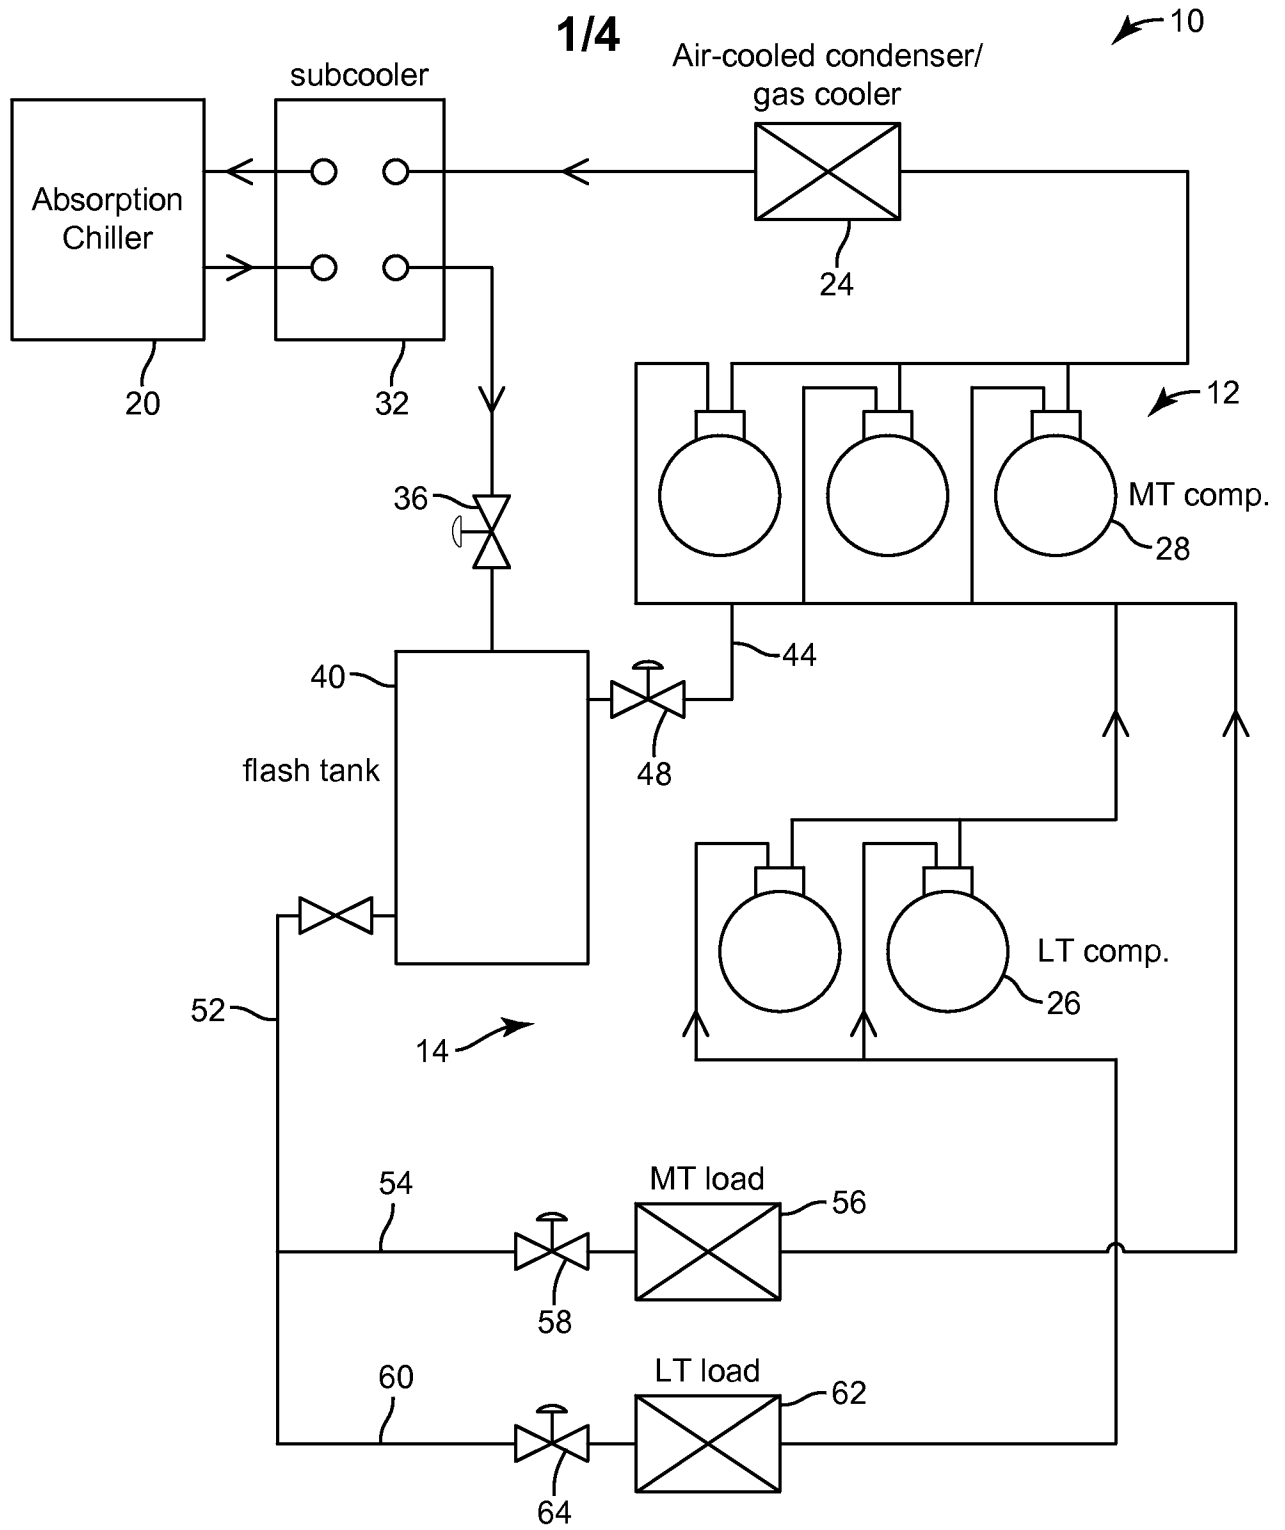 1/4
10
subcooler
Air-cooled condenser/
gas cooler
Absorption
Chiller
24
20
32
12
36
MT comp.
28
44
40
48
flash tank
LT comp.
26
52
14
54
MT load
56
58
60
LT load
62
64